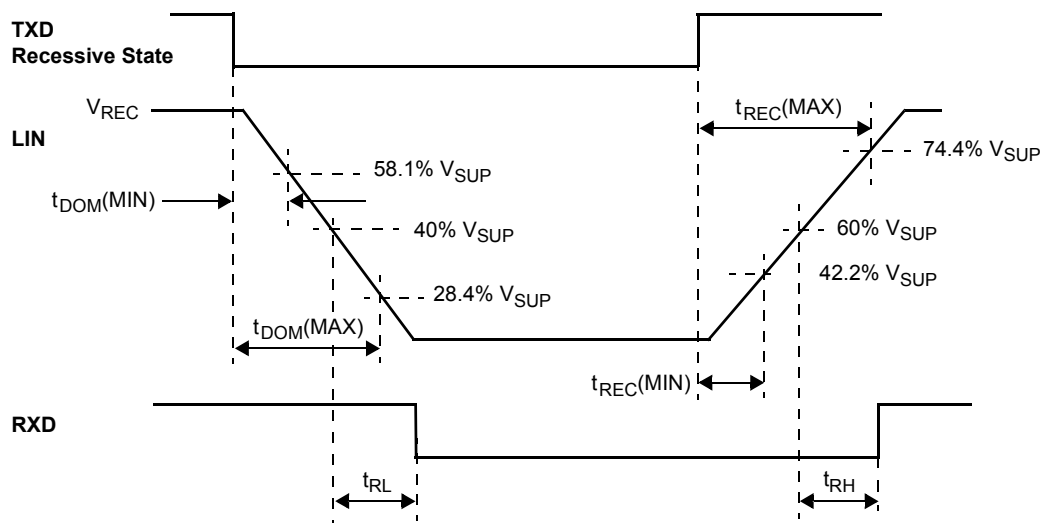 TXD
Recessive State
V_REC
t_REC(MAX)
LIN
74.4% V_SUP
58.1% V_SUP
t_DOM(MIN)
40% V_SUP
60% V_SUP
42.2% V_SUP
28.4% V_SUP
t_DOM(MAX)
t_REC(MIN)
RXD
t_RL
t_RH